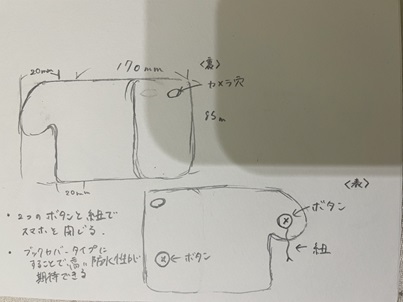 <裏>
20mm
170mm
カメラ穴
85m
20mm
<表>
・2つのボタンと紐で
スマホを閉じる.
ボタン
・ブックカバータイプに
することで高い防水性が
期待できる
ボタン
紐